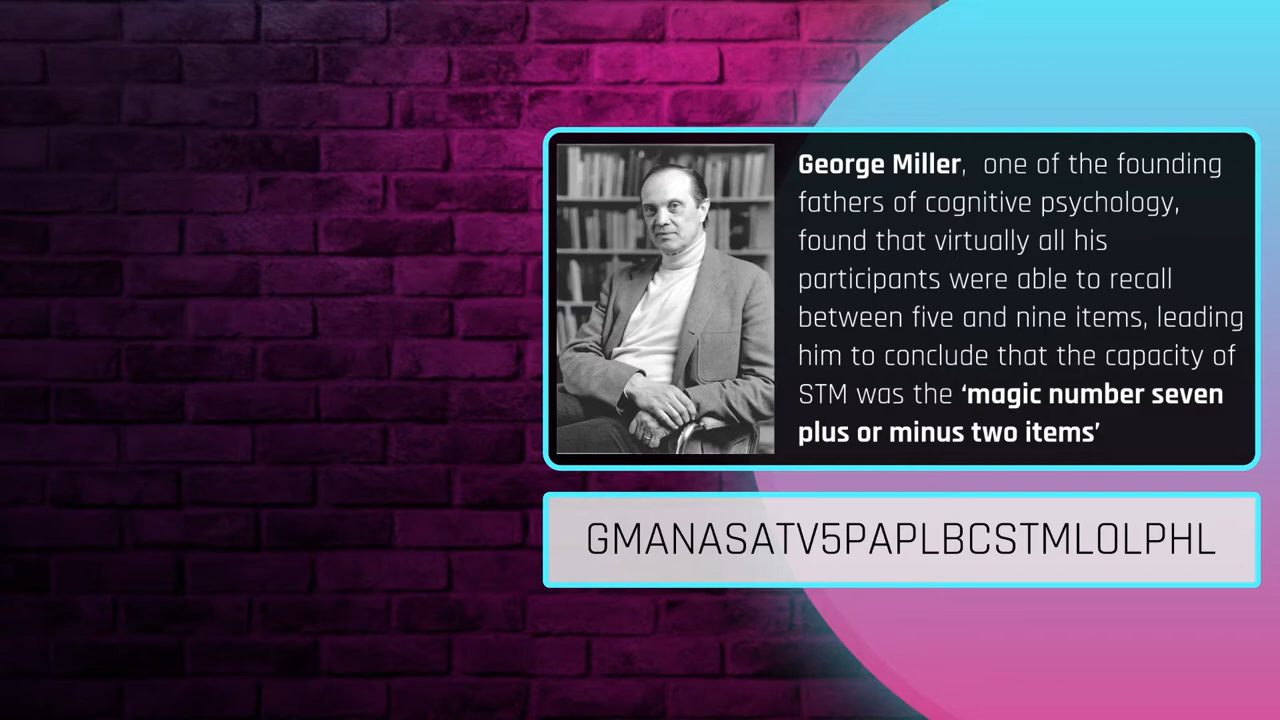 George Miller,  one of the founding
fathers of cognitive psychology,
found that virtually all his
participants were able to recall
between five and nine items, leading
him to conclude that the capacity of
STM was the ‘magic number seven
plus or minus two items’
GMANASATV5PAPLBCSTMLOLPHL